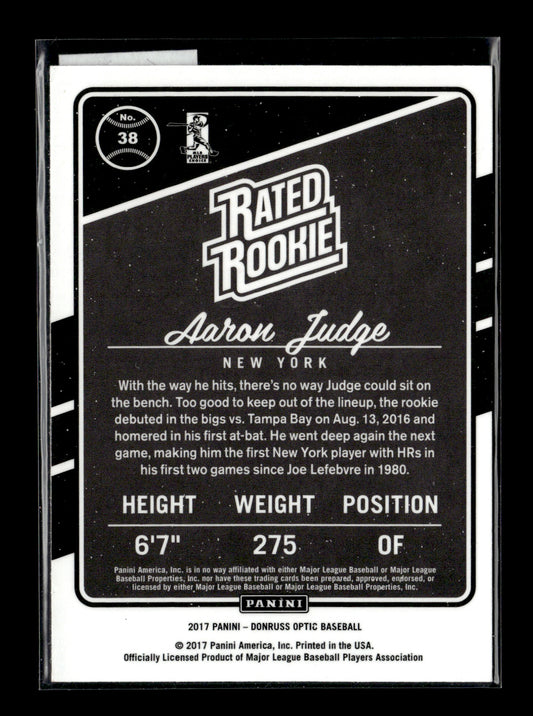 No.
38
MLB
PLAYERS
CHOICE
RATED
ROOKIE
Aaron Judge
NEW YORK
With the way he hits, there's no way Judge could sit on
the bench. Too good to keep out of the lineup, the rookie
debuted in the bigs vs. Tampa Bay on Aug. 13, 2016 and
homered in his first at-bat. He went deep again the next
game, making him the first New York player with HRs in
his first two games since Joe Lefebvre in 1980.
HEIGHT WEIGHT POSITION
6'7" 275 OF
Panini America, Inc. is in no way affiliated with either Major League Baseball or Major League
Baseball Properties, Inc. nor have these trading cards been prepared, approved, endorsed, or
licensed by either Major League Baseball or Major League Baseball Properties, Inc.
PANINI
2017 PANINI – DONRUSS OPTIC BASEBALL
© 2017 Panini America, Inc. Printed in the USA.
Officially Licensed Product of Major League Baseball Players Association